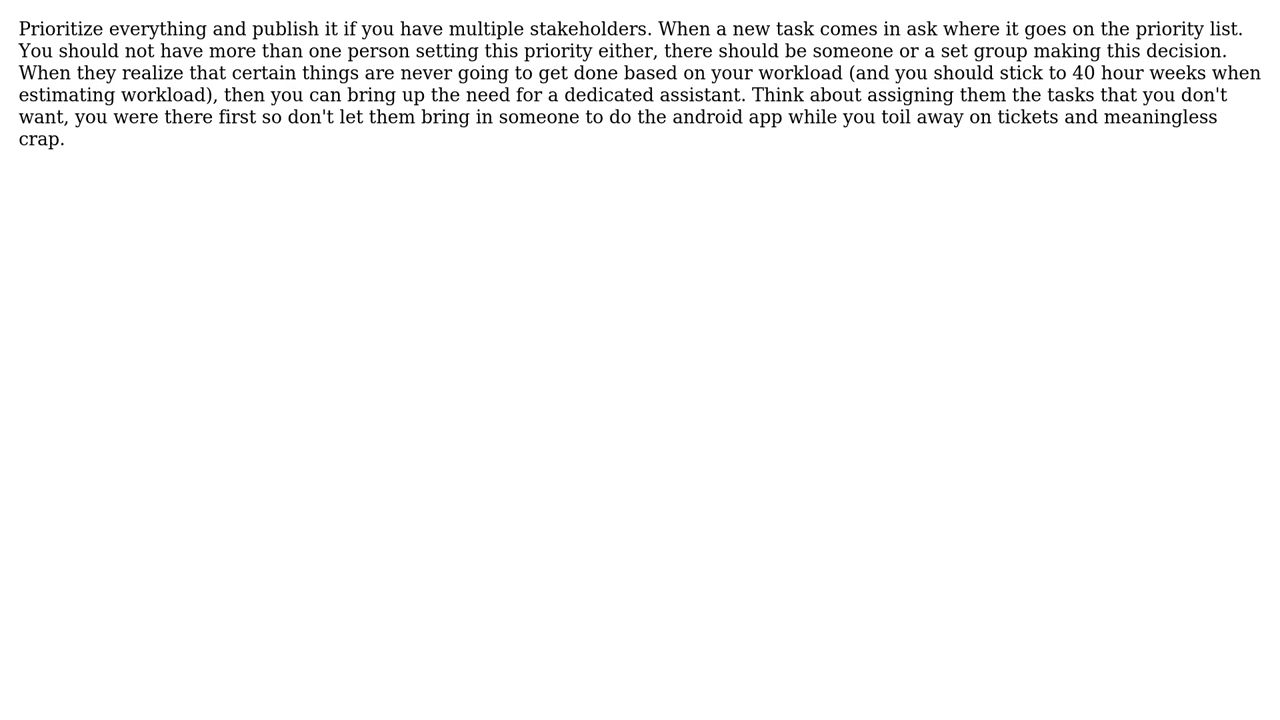 Prioritize everything and publish it if you have multiple stakeholders. When a new task comes in ask where it goes on the priority list.
You should not have more than one person setting this priority either, there should be someone or a set group making this decision.
When they realize that certain things are never going to get done based on your workload (and you should stick to 40 hour weeks when
estimating workload), then you can bring up the need for a dedicated assistant. Think about assigning them the tasks that you don't
want, you were there first so don't let them bring in someone to do the android app while you toil away on tickets and meaningless
crap.